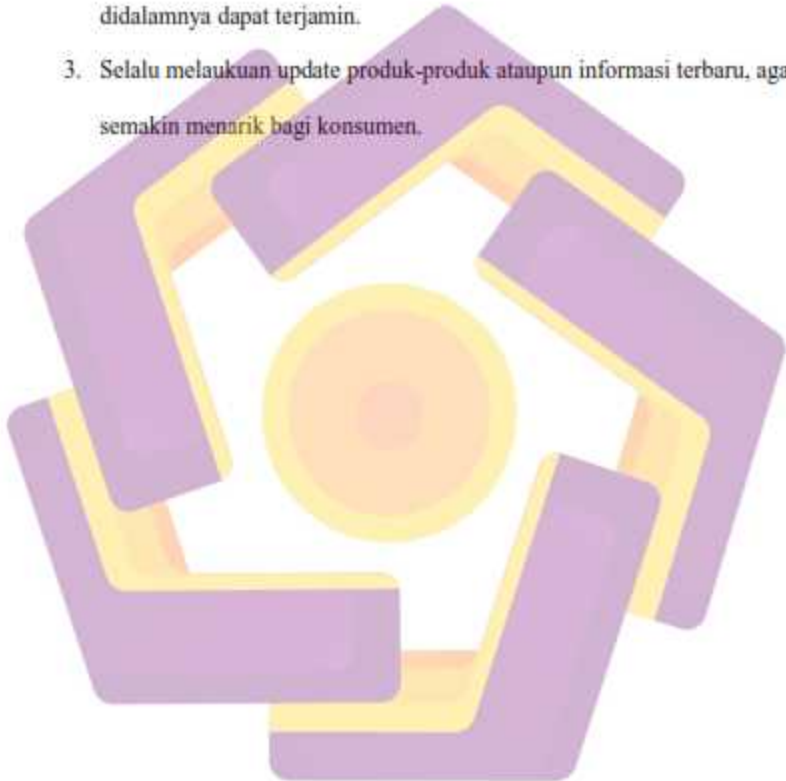 didalamnya dapat terjamin.
3. Selalu melaukuan update produk-produk ataupun informasi terbaru, aga
semakin menarik bagi konsumen.